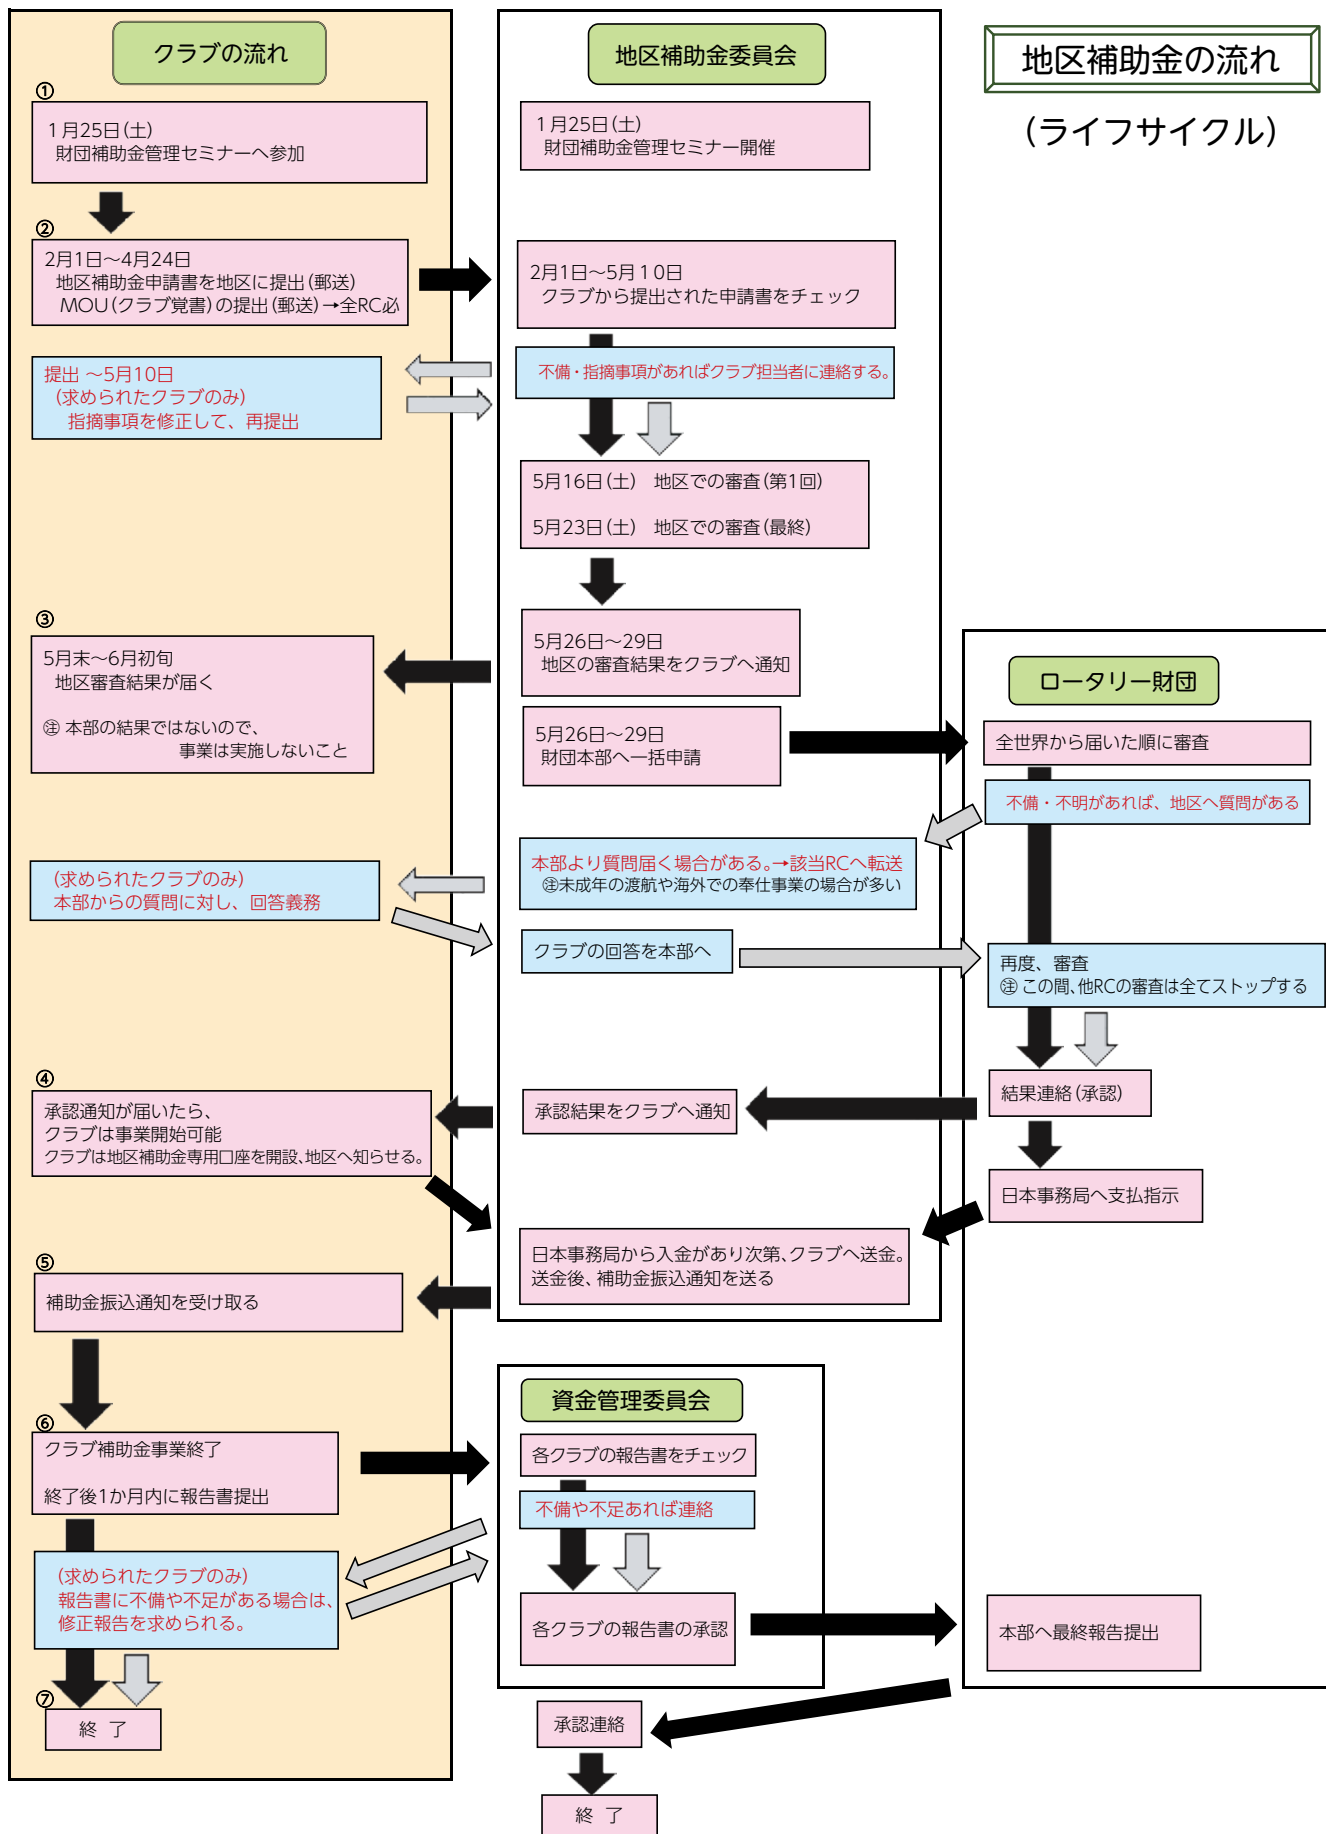 地区補助金の流れ
(ライフサイクル)
クラブの流れ
①
1月25日(土)
財団補助金管理セミナーへ参加
②
2月1日〜4月24日
地区補助金申請書を地区に提出(郵送)
MOU(クラブ覚書)の提出(郵送)→全RC必
提出 〜5月10日
(求められたクラブのみ)
指摘事項を修正して、再提出
③
5月末〜6月初旬
地区審査結果が届く
㊟ 本部の結果ではないので、
事業は実施しないこと
(求められたクラブのみ)
本部からの質問に対し、回答義務
④
承認通知が届いたら、
クラブは事業開始可能
クラブは地区補助金専用口座を開設、地区へ知らせる。
⑤
補助金振込通知を受け取る
⑥
クラブ補助金事業終了
終了後1か月内に報告書提出
(求められたクラブのみ)
報告書に不備や不足がある場合は、
修正報告を求められる。
⑦
終 了
地区補助金委員会
1月25日(土)
財団補助金管理セミナー開催
2月1日〜5月10日
クラブから提出された申請書をチェック
不備・指摘事項があればクラブ担当者に連絡する。
5月16日(土) 地区での審査(第1回)
5月23日(土) 地区での審査(最終)
5月26日〜29日
地区の審査結果をクラブへ通知
5月26日〜29日
財団本部へ一括申請
本部より質問届く場合がある。→該当RCへ転送
㊟未成年の渡航や海外での奉仕事業の場合が多い
クラブの回答を本部へ
承認結果をクラブへ通知
日本事務局から入金があり次第、クラブへ送金。
送金後、補助金振込通知を送る
資金管理委員会
各クラブの報告書をチェック
不備や不足あれば連絡
各クラブの報告書の承認
承認連絡
終 了
ロータリー財団
全世界から届いた順に審査
不備・不明があれば、地区へ質問がある
再度、審査
㊟ この間、他RCの審査は全てストップする
結果連絡(承認)
日本事務局へ支払指示
本部へ最終報告提出